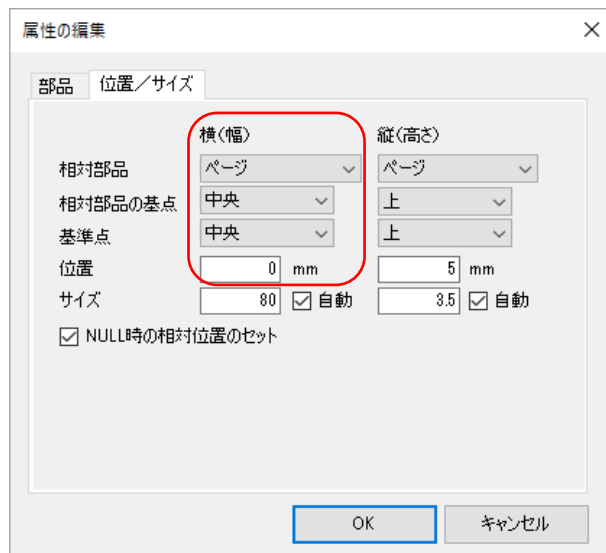 属性の編集
部品 位置／サイズ
横(幅) 縦(高さ)
相対部品 ページ ページ
相対部品の基点 中央 上
基準点 中央 上
位置 0 mm 5 mm
サイズ 80 自動 3.5 自動
NULL時の相対位置のセット
OK キャンセル